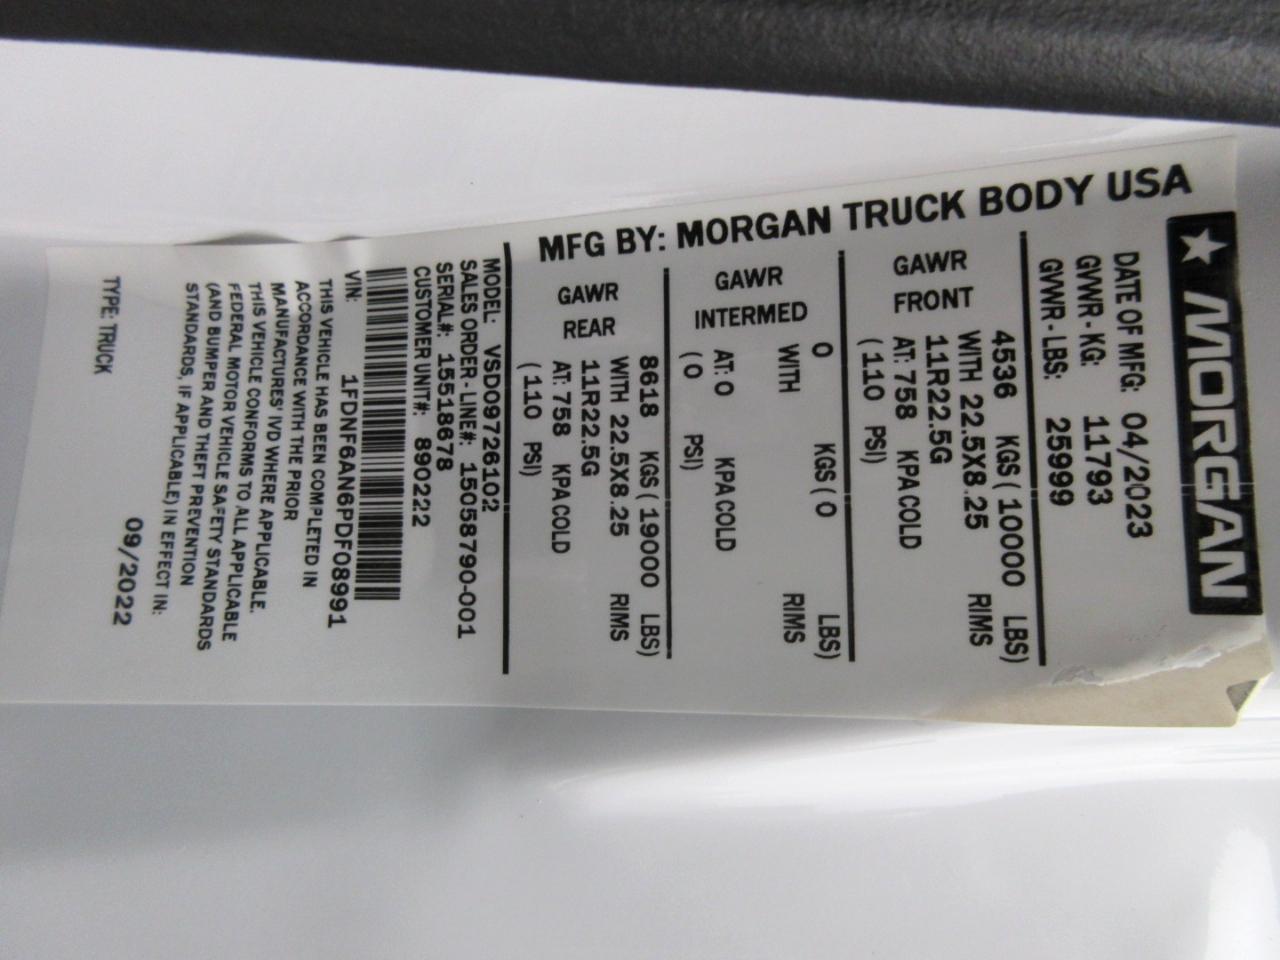 MORGAN
MFG BY: MORGAN TRUCK BODY USA
DATE OF MFG: 04/2023
GVWR - KG: 11793
GVWR - LBS: 25999
GAWR FRONT
4536 KGS ( 10000 LBS)
WITH 22.5X8.25 RIMS
11R22.5G
AT: 758 KPA COLD
( 110 PSI)
GAWR INTERMED
0 KGS ( 0 LBS)
WITH RIMS
AT: 0 KPA COLD
( 0 PSI)
GAWR REAR
8618 KGS ( 19000 LBS)
WITH 22.5X8.25 RIMS
11R22.5G
AT: 758 KPA COLD
( 110 PSI)
MODEL: VSD09726102
SALES ORDER - LINE#: 15058790-001
SERIAL#: 15518678
CUSTOMER UNIT#: 890222
VIN: 1FDNF6AN6PDF08991
THIS VEHICLE HAS BEEN COMPLETED IN
ACCORDANCE WITH THE PRIOR
MANUFACTURES' IVD WHERE APPLICABLE.
THIS VEHICLE CONFORMS TO ALL APPLICABLE
FEDERAL MOTOR VEHICLE SAFETY STANDARDS
(AND BUMPER AND THEFT PREVENTION
STANDARDS, IF APPLICABLE) IN EFFECT IN:
09/2022
TYPE: TRUCK